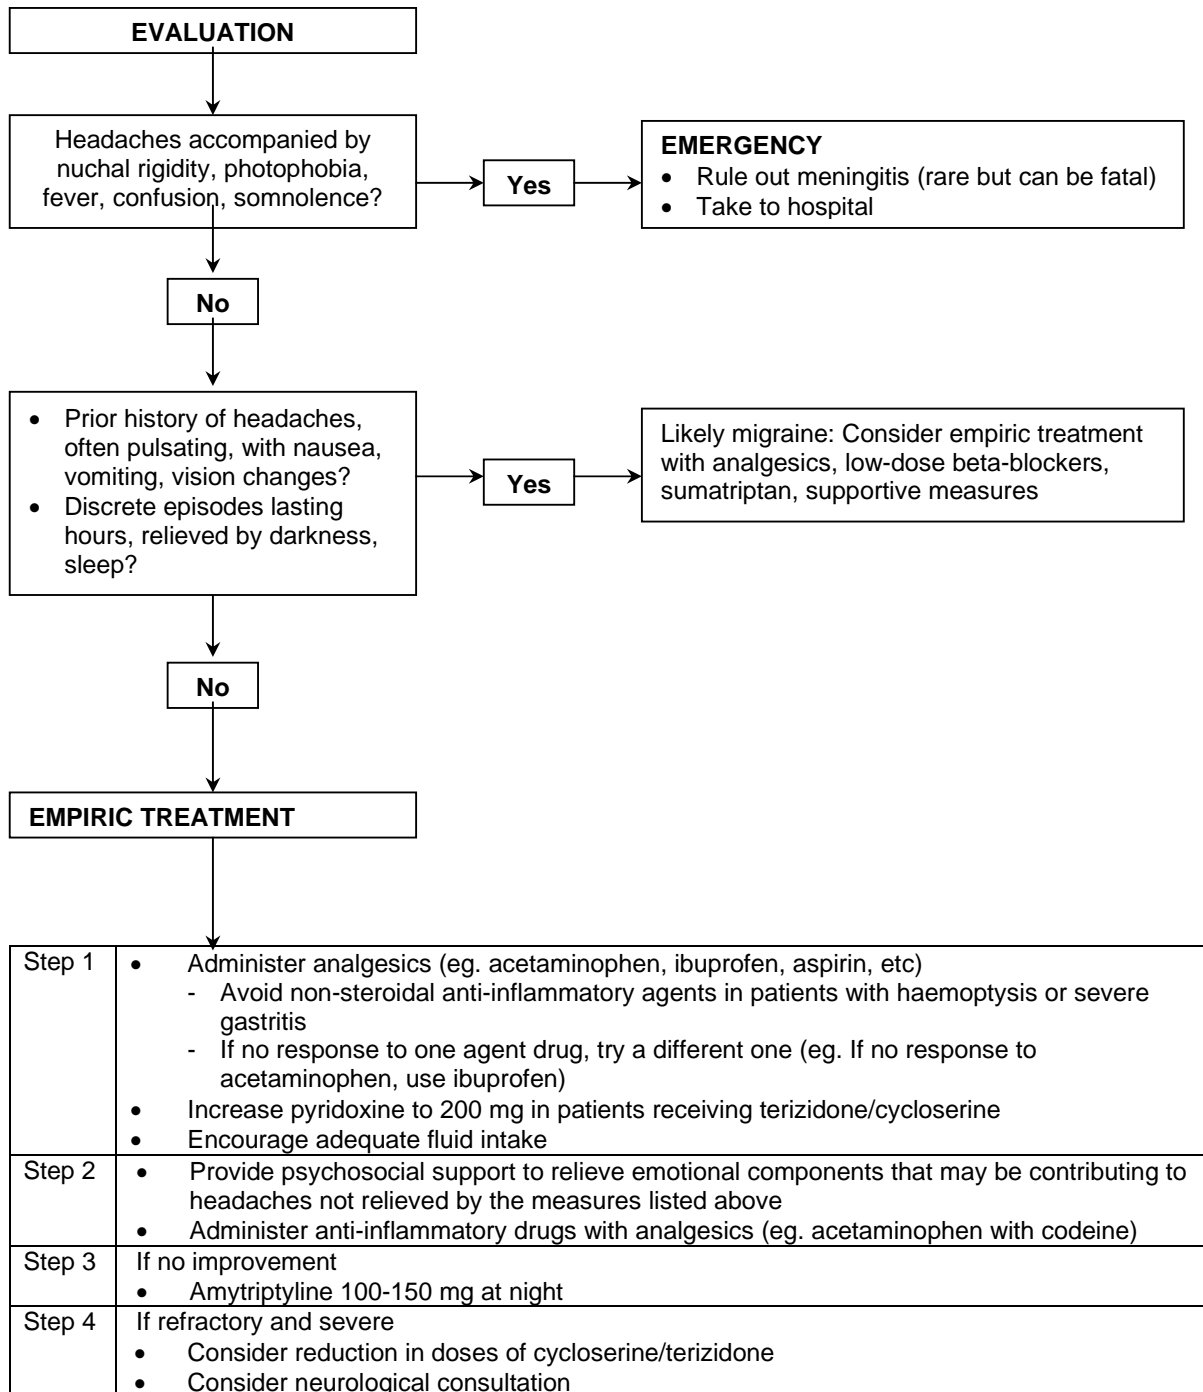 EVALUATION
Headaches accompanied by
nuchal rigidity, photophobia,
fever, confusion, somnolence?
Yes
EMERGENCY
• Rule out meningitis (rare but can be fatal)
• Take to hospital
No
• Prior history of headaches,
often pulsating, with nausea,
vomiting, vision changes?
• Discrete episodes lasting
hours, relieved by darkness,
sleep?
Yes
Likely migraine: Consider empiric treatment
with analgesics, low-dose beta-blockers,
sumatriptan, supportive measures
No
EMPIRIC TREATMENT
Step 1
• Administer analgesics (eg. acetaminophen, ibuprofen, aspirin, etc)
- Avoid non-steroidal anti-inflammatory agents in patients with haemoptysis or severe
gastritis
- If no response to one agent drug, try a different one (eg. If no response to
acetaminophen, use ibuprofen)
• Increase pyridoxine to 200 mg in patients receiving terizidone/cycloserine
• Encourage adequate fluid intake
Step 2
• Provide psychosocial support to relieve emotional components that may be contributing to
headaches not relieved by the measures listed above
• Administer anti-inflammatory drugs with analgesics (eg. acetaminophen with codeine)
Step 3
If no improvement
• Amytriptyline 100-150 mg at night
Step 4
If refractory and severe
• Consider reduction in doses of cycloserine/terizidone
• Consider neurological consultation